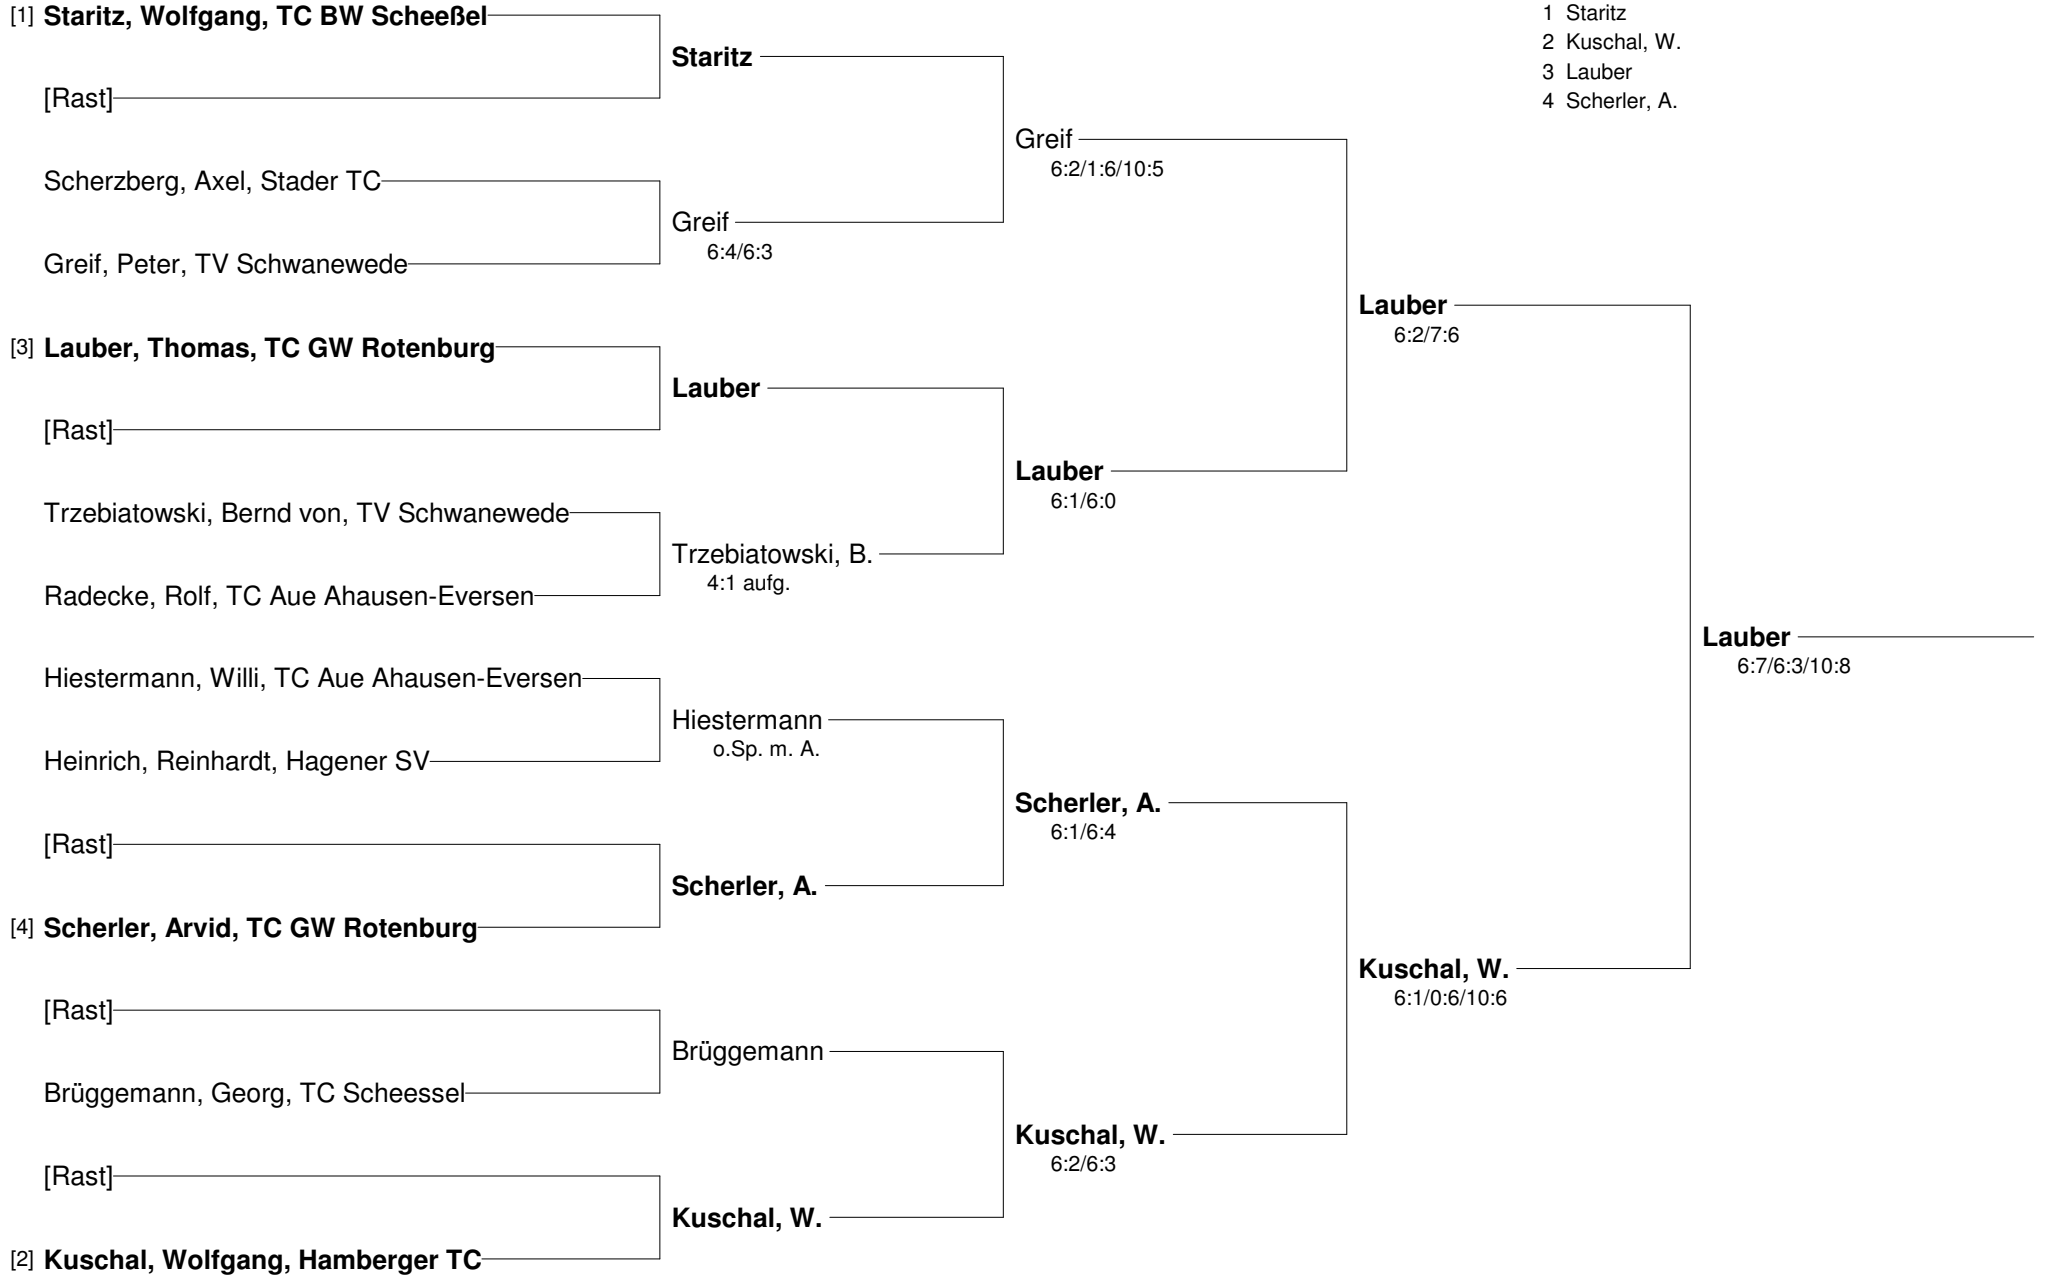 [1] Staritz, Wolfgang, TC BW Scheeßel
[Rast]
Scherzberg, Axel, Stader TC
Greif, Peter, TV Schwanewede
[3] Lauber, Thomas, TC GW Rotenburg
[Rast]
Trzebiatowski, Bernd von, TV Schwanewede
Radecke, Rolf, TC Aue Ahausen-Eversen
Hiestermann, Willi, TC Aue Ahausen-Eversen
Heinrich, Reinhardt, Hagener SV
[Rast]
[4] Scherler, Arvid, TC GW Rotenburg
[Rast]
Brüggemann, Georg, TC Scheessel
[Rast]
[2] Kuschal, Wolfgang, Hamberger TC
Staritz
Greif
6:4/6:3
Lauber
Trzebiatowski, B.
4:1 aufg.
Hiestermann
o.Sp. m. A.
Scherler, A.
Brüggemann
Kuschal, W.
Greif
6:2/1:6/10:5
Lauber
6:1/6:0
Scherler, A.
6:1/6:4
Kuschal, W.
6:2/6:3
Lauber
6:2/7:6
Kuschal, W.
6:1/0:6/10:6
Lauber
6:7/6:3/10:8
1 Staritz
2 Kuschal, W.
3 Lauber
4 Scherler, A.